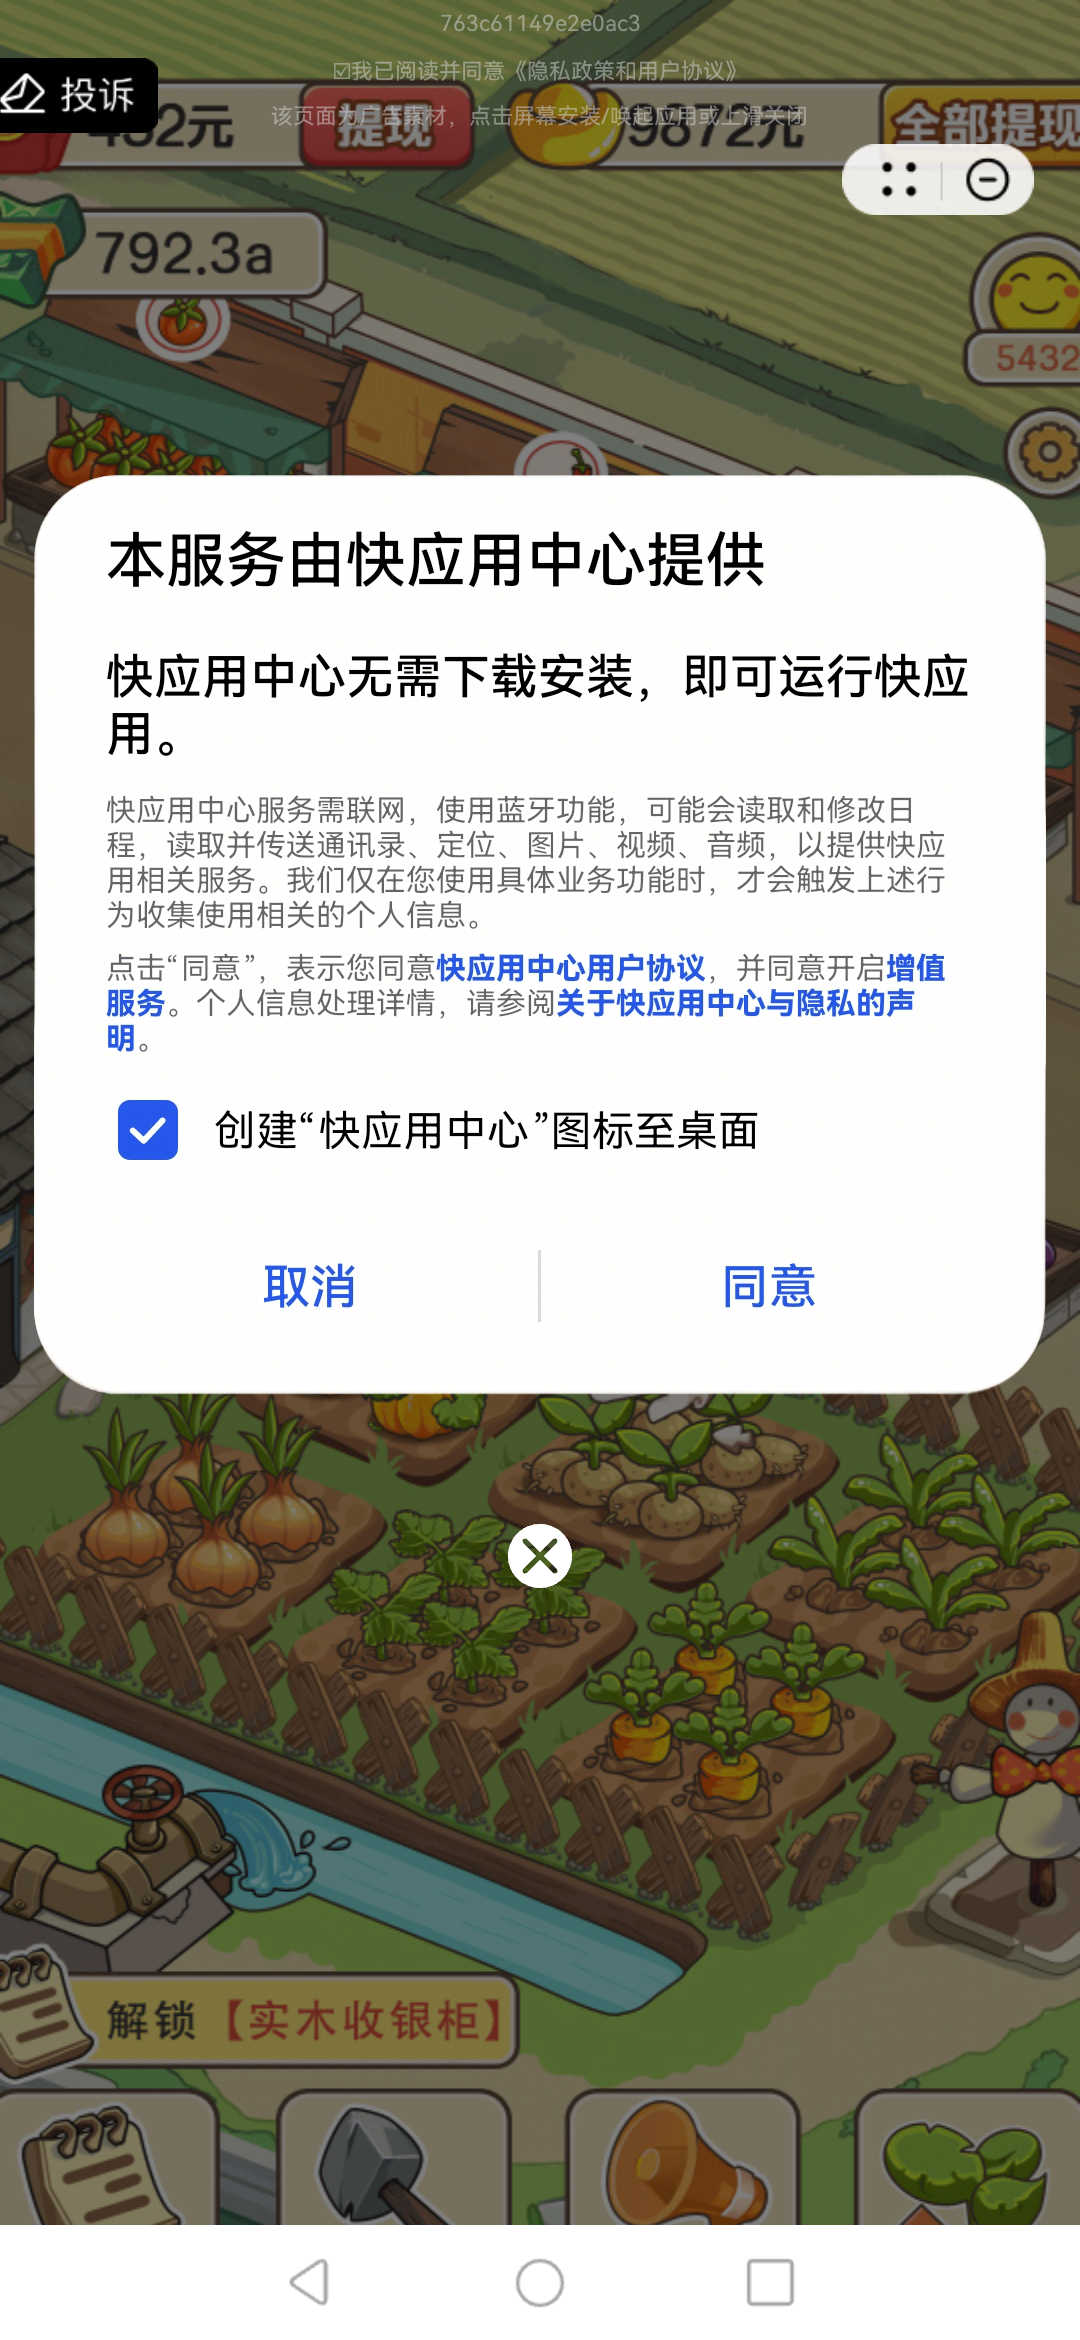 763c61149e2e0ac3
☑我已阅读并同意《隐私政策和用户协议》
投诉
该页面为广告素材，点击屏幕安装/唤起应用或上滑关闭
提现
9872元
全部提现
792.3a
5432
本服务由快应用中心提供
快应用中心无需下载安装，即可运行快应
用。
快应用中心服务需联网，使用蓝牙功能，可能会读取和修改日
程，读取并传送通讯录、定位、图片、视频、音频，以提供快应
用相关服务。我们仅在您使用具体业务功能时，才会触发上述行
为收集使用相关的个人信息。
点击“同意”，表示您同意快应用中心用户协议，并同意开启增值
服务。个人信息处理详情，请参阅关于快应用中心与隐私的声
明。
创建“快应用中心”图标至桌面
取消
同意
解锁【实木收银柜】